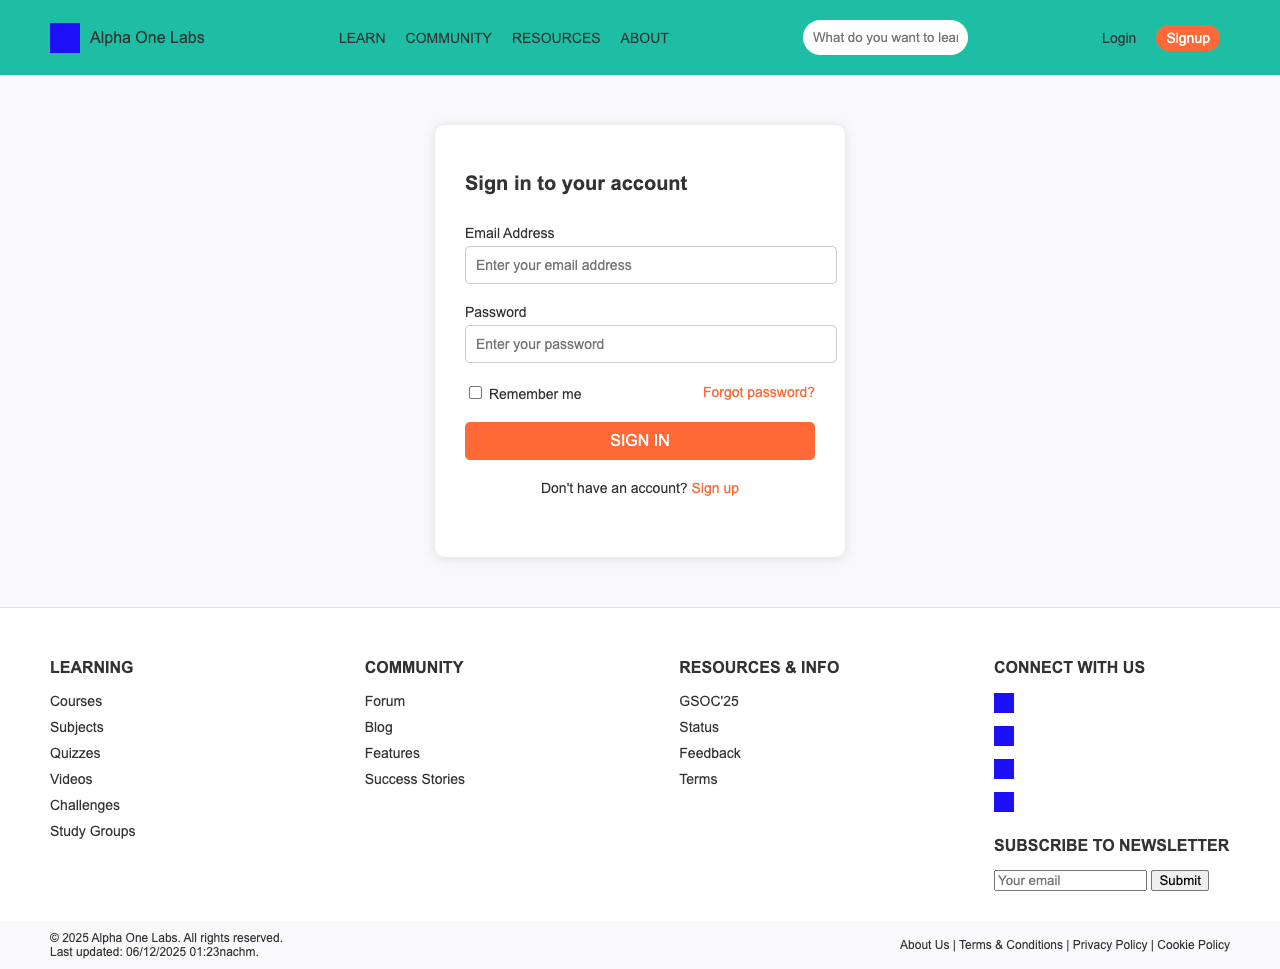 Alpha One Labs
LEARN COMMUNITY RESOURCES ABOUT
What do you want to lear
Login Signup
Sign in to your account
Email Address
Enter your email address
Password
Enter your password
Remember me Forgot password?
SIGN IN
Don't have an account? Sign up
LEARNING
Courses
Subjects
Quizzes
Videos
Challenges
Study Groups
COMMUNITY
Forum
Blog
Features
Success Stories
RESOURCES & INFO
GSOC'25
Status
Feedback
Terms
CONNECT WITH US
SUBSCRIBE TO NEWSLETTER
Your email Submit
© 2025 Alpha One Labs. All rights reserved.
Last updated: 06/12/2025 01:23nachm.
About Us | Terms & Conditions | Privacy Policy | Cookie Policy